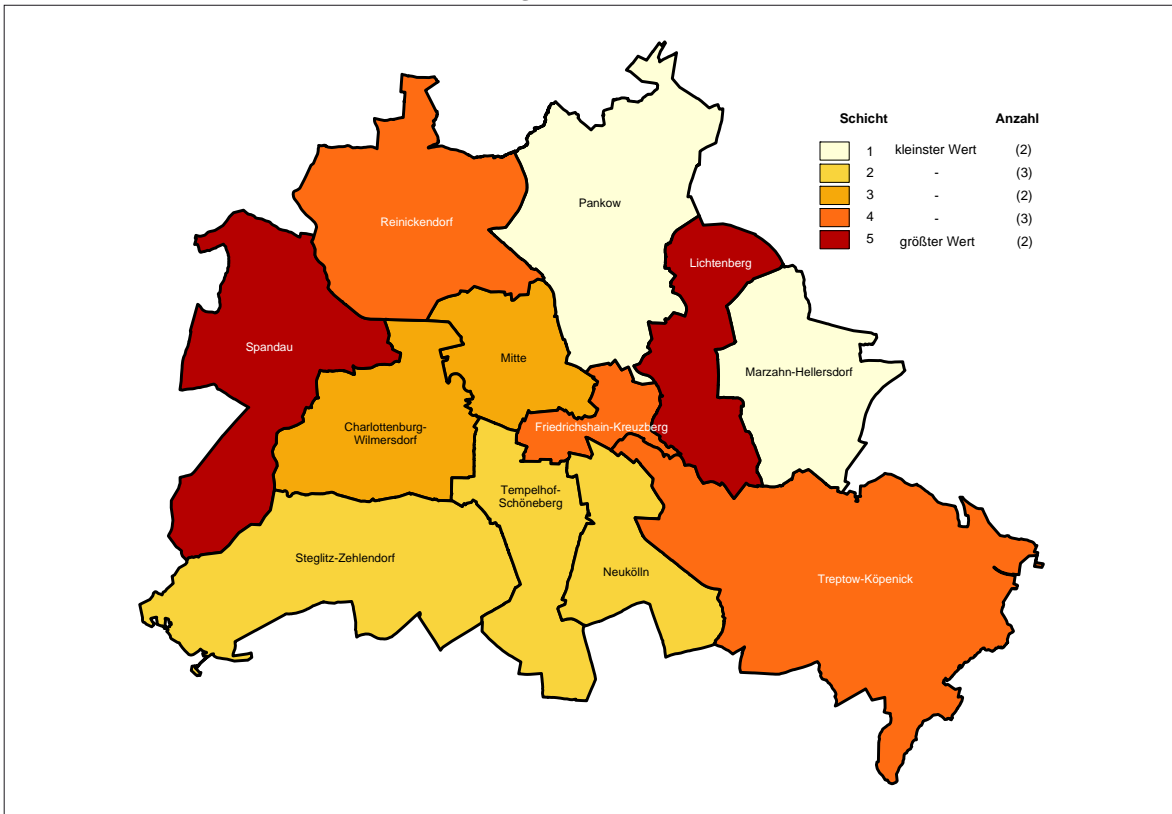 Schicht Anzahl
1 kleinster Wert (2)
2 - (3)
3 - (2)
4 - (3)
5 größter Wert (2)
Pankow
Reinickendorf
Lichtenberg
Spandau
Mitte
Marzahn-Hellersdorf
Charlottenburg-
Wilmersdorf
Friedrichshain-Kreuzberg
Tempelhof-
Schöneberg
Steglitz-Zehlendorf
Neukölln
Treptow-Köpenick